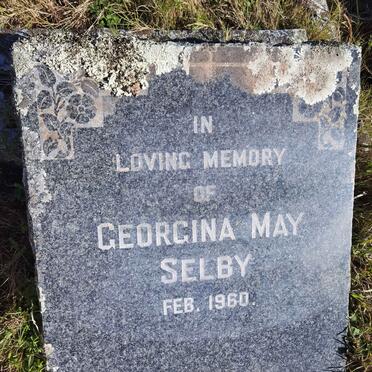 IN
LOVING MEMORY
OF
GEORGINA MAY
SELBY
FEB. 1960.